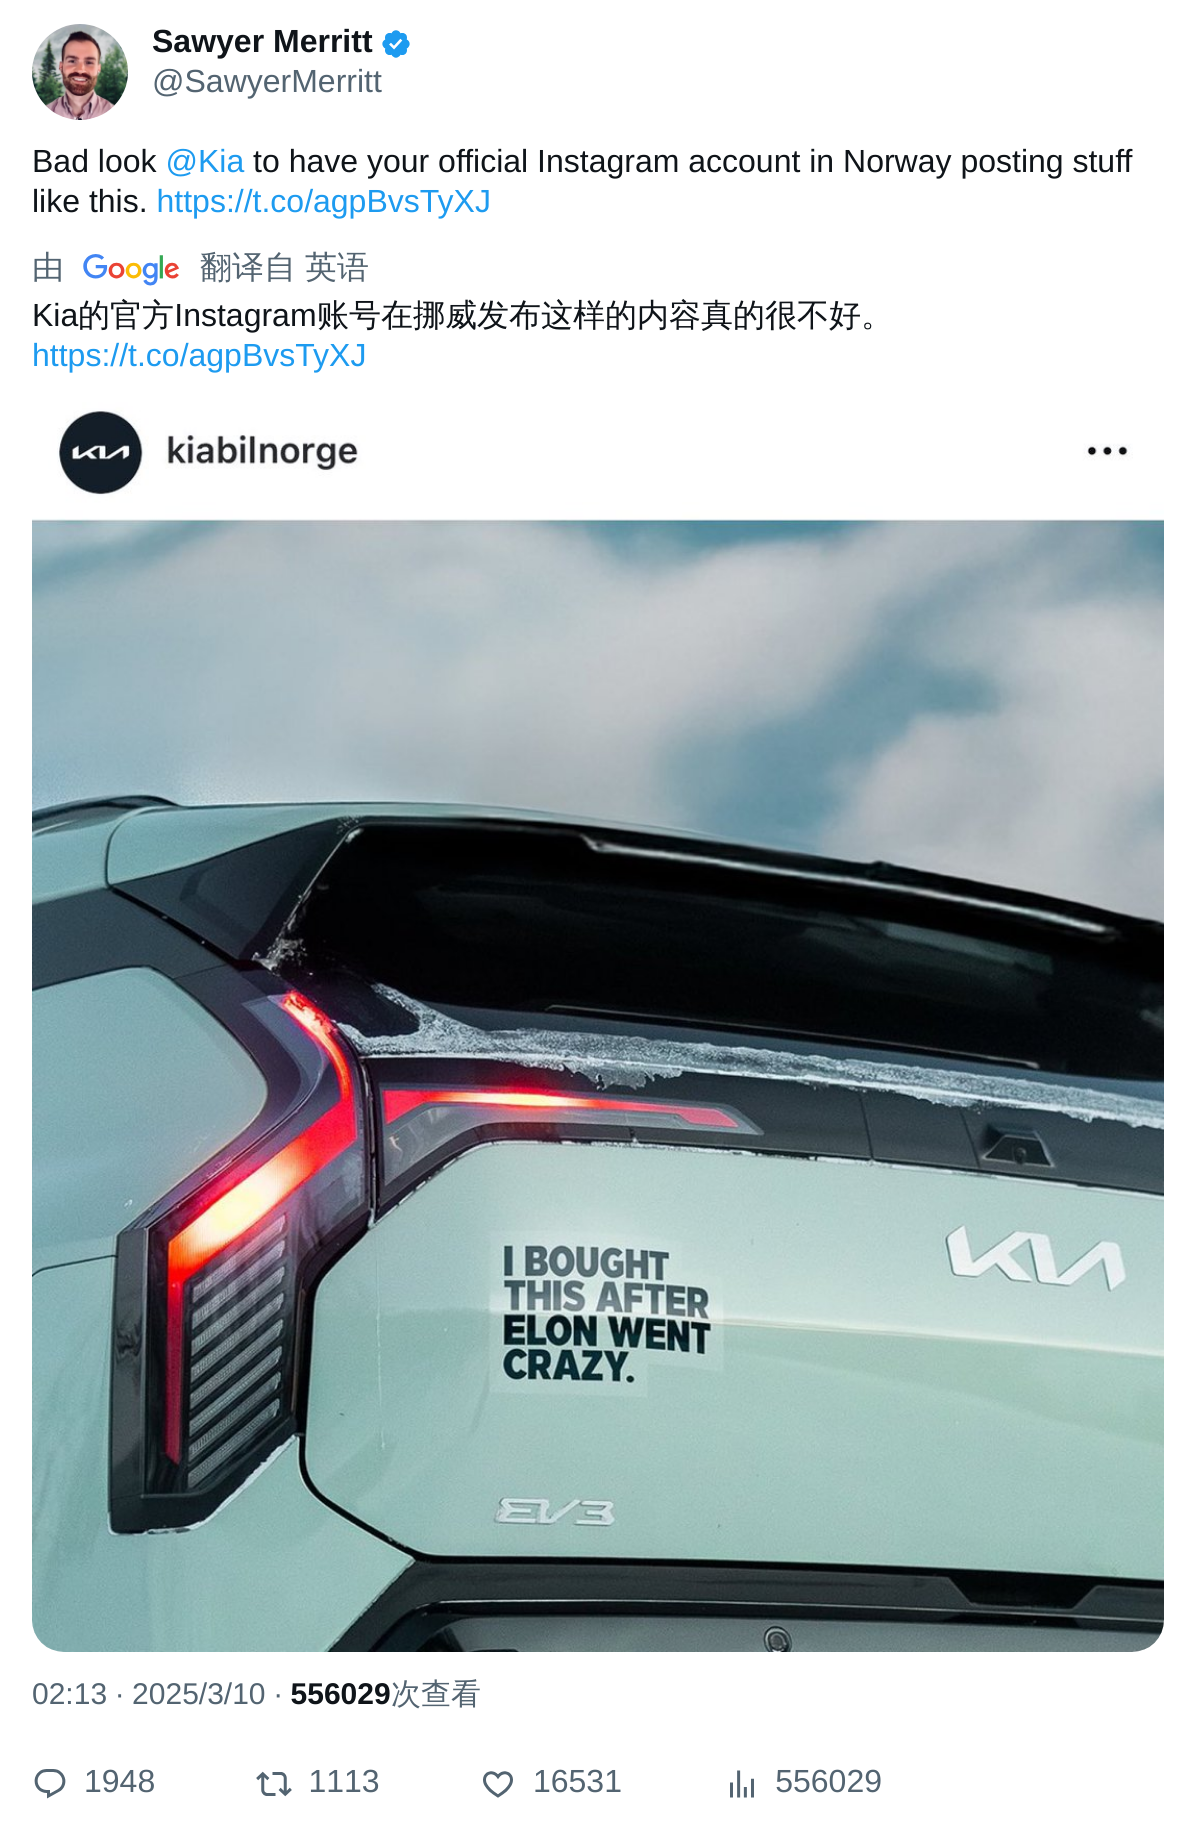 Sawyer Merritt
@SawyerMerritt
Bad look @Kia to have your official Instagram account in Norway posting stuff
like this. https://t.co/agpBvsTyXJ
由 Google 翻译自 英语
Kia的官方Instagram账号在挪威发布这样的内容真的很不好。
https://t.co/agpBvsTyXJ
KIA kiabilnorge
I BOUGHT
THIS AFTER
ELON WENT
CRAZY.
KIA
EV3
02:13 · 2025/3/10 · 556029次查看
1948 1113 16531 556029